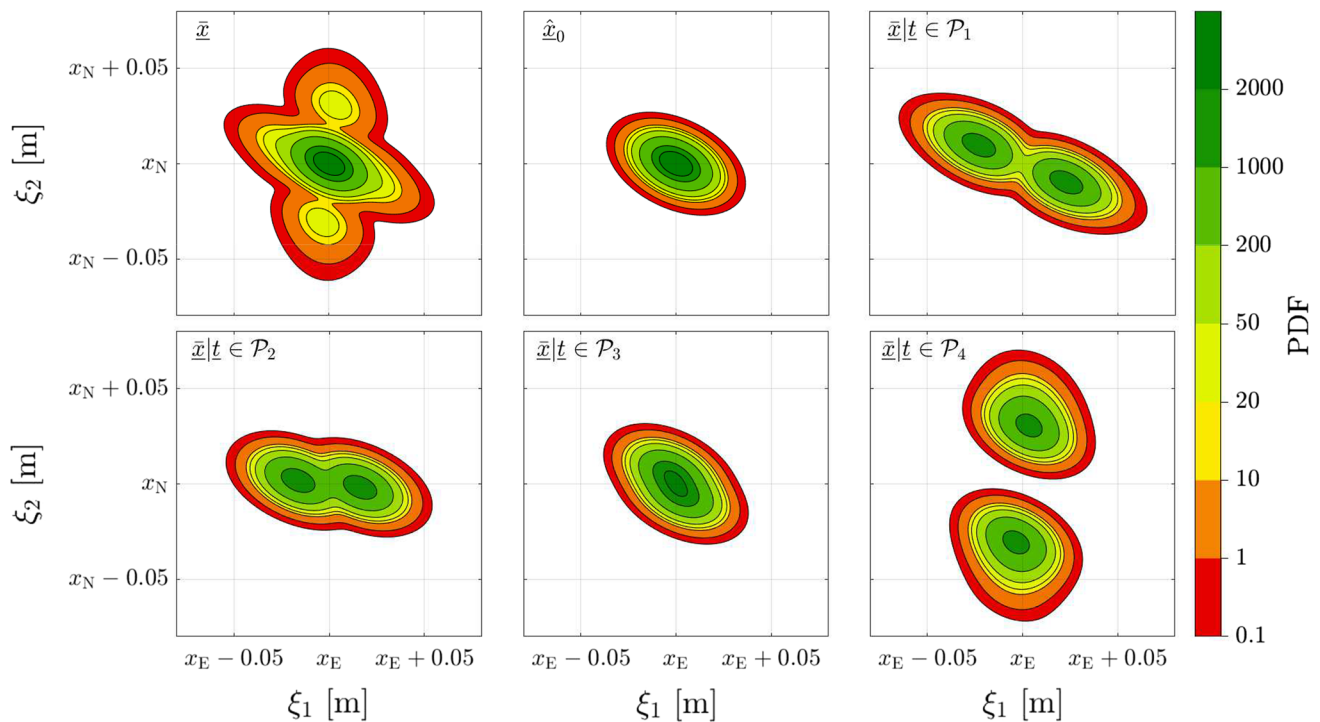 x̲̄
x̲̂₀
x̲̄|t̲ ∈ 𝒫₁
x_N + 0.05
x_N
x_N − 0.05
ξ₂ [m]
x̲̄|t̲ ∈ 𝒫₂
x̲̄|t̲ ∈ 𝒫₃
x̲̄|t̲ ∈ 𝒫₄
x_N + 0.05
x_N
x_N − 0.05
ξ₂ [m]
x_E − 0.05 x_E x_E + 0.05
x_E − 0.05 x_E x_E + 0.05
x_E − 0.05 x_E x_E + 0.05
ξ₁ [m]
ξ₁ [m]
ξ₁ [m]
2000
1000
200
50
20
10
1
0.1
PDF